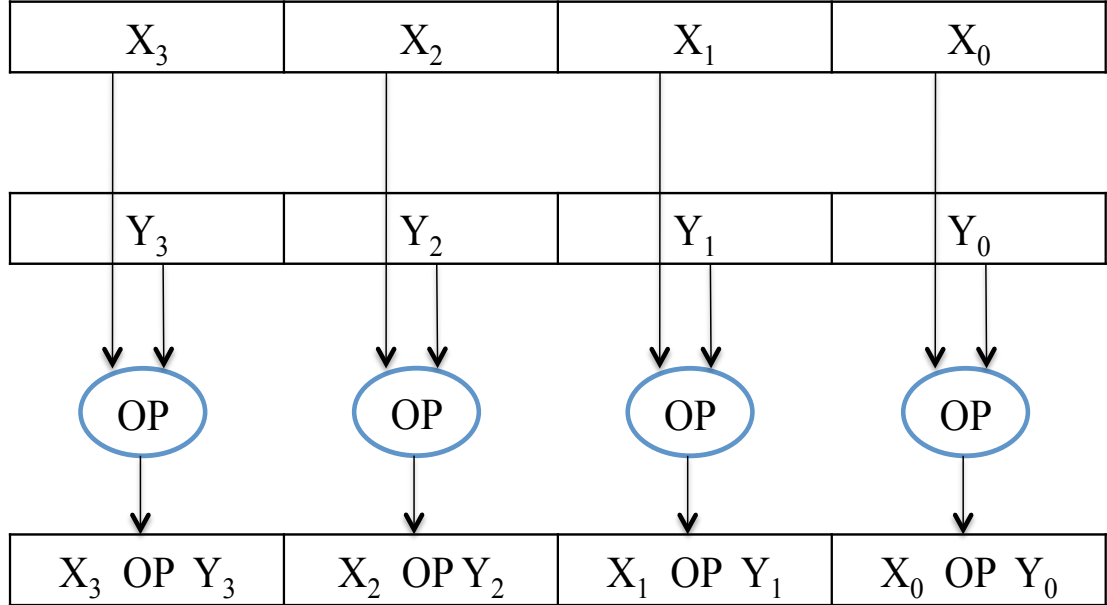 X₃ X₂ X₁ X₀
Y₃ Y₂ Y₁ Y₀
OP OP OP OP
X₃ OP Y₃ X₂ OP Y₂ X₁ OP Y₁ X₀ OP Y₀